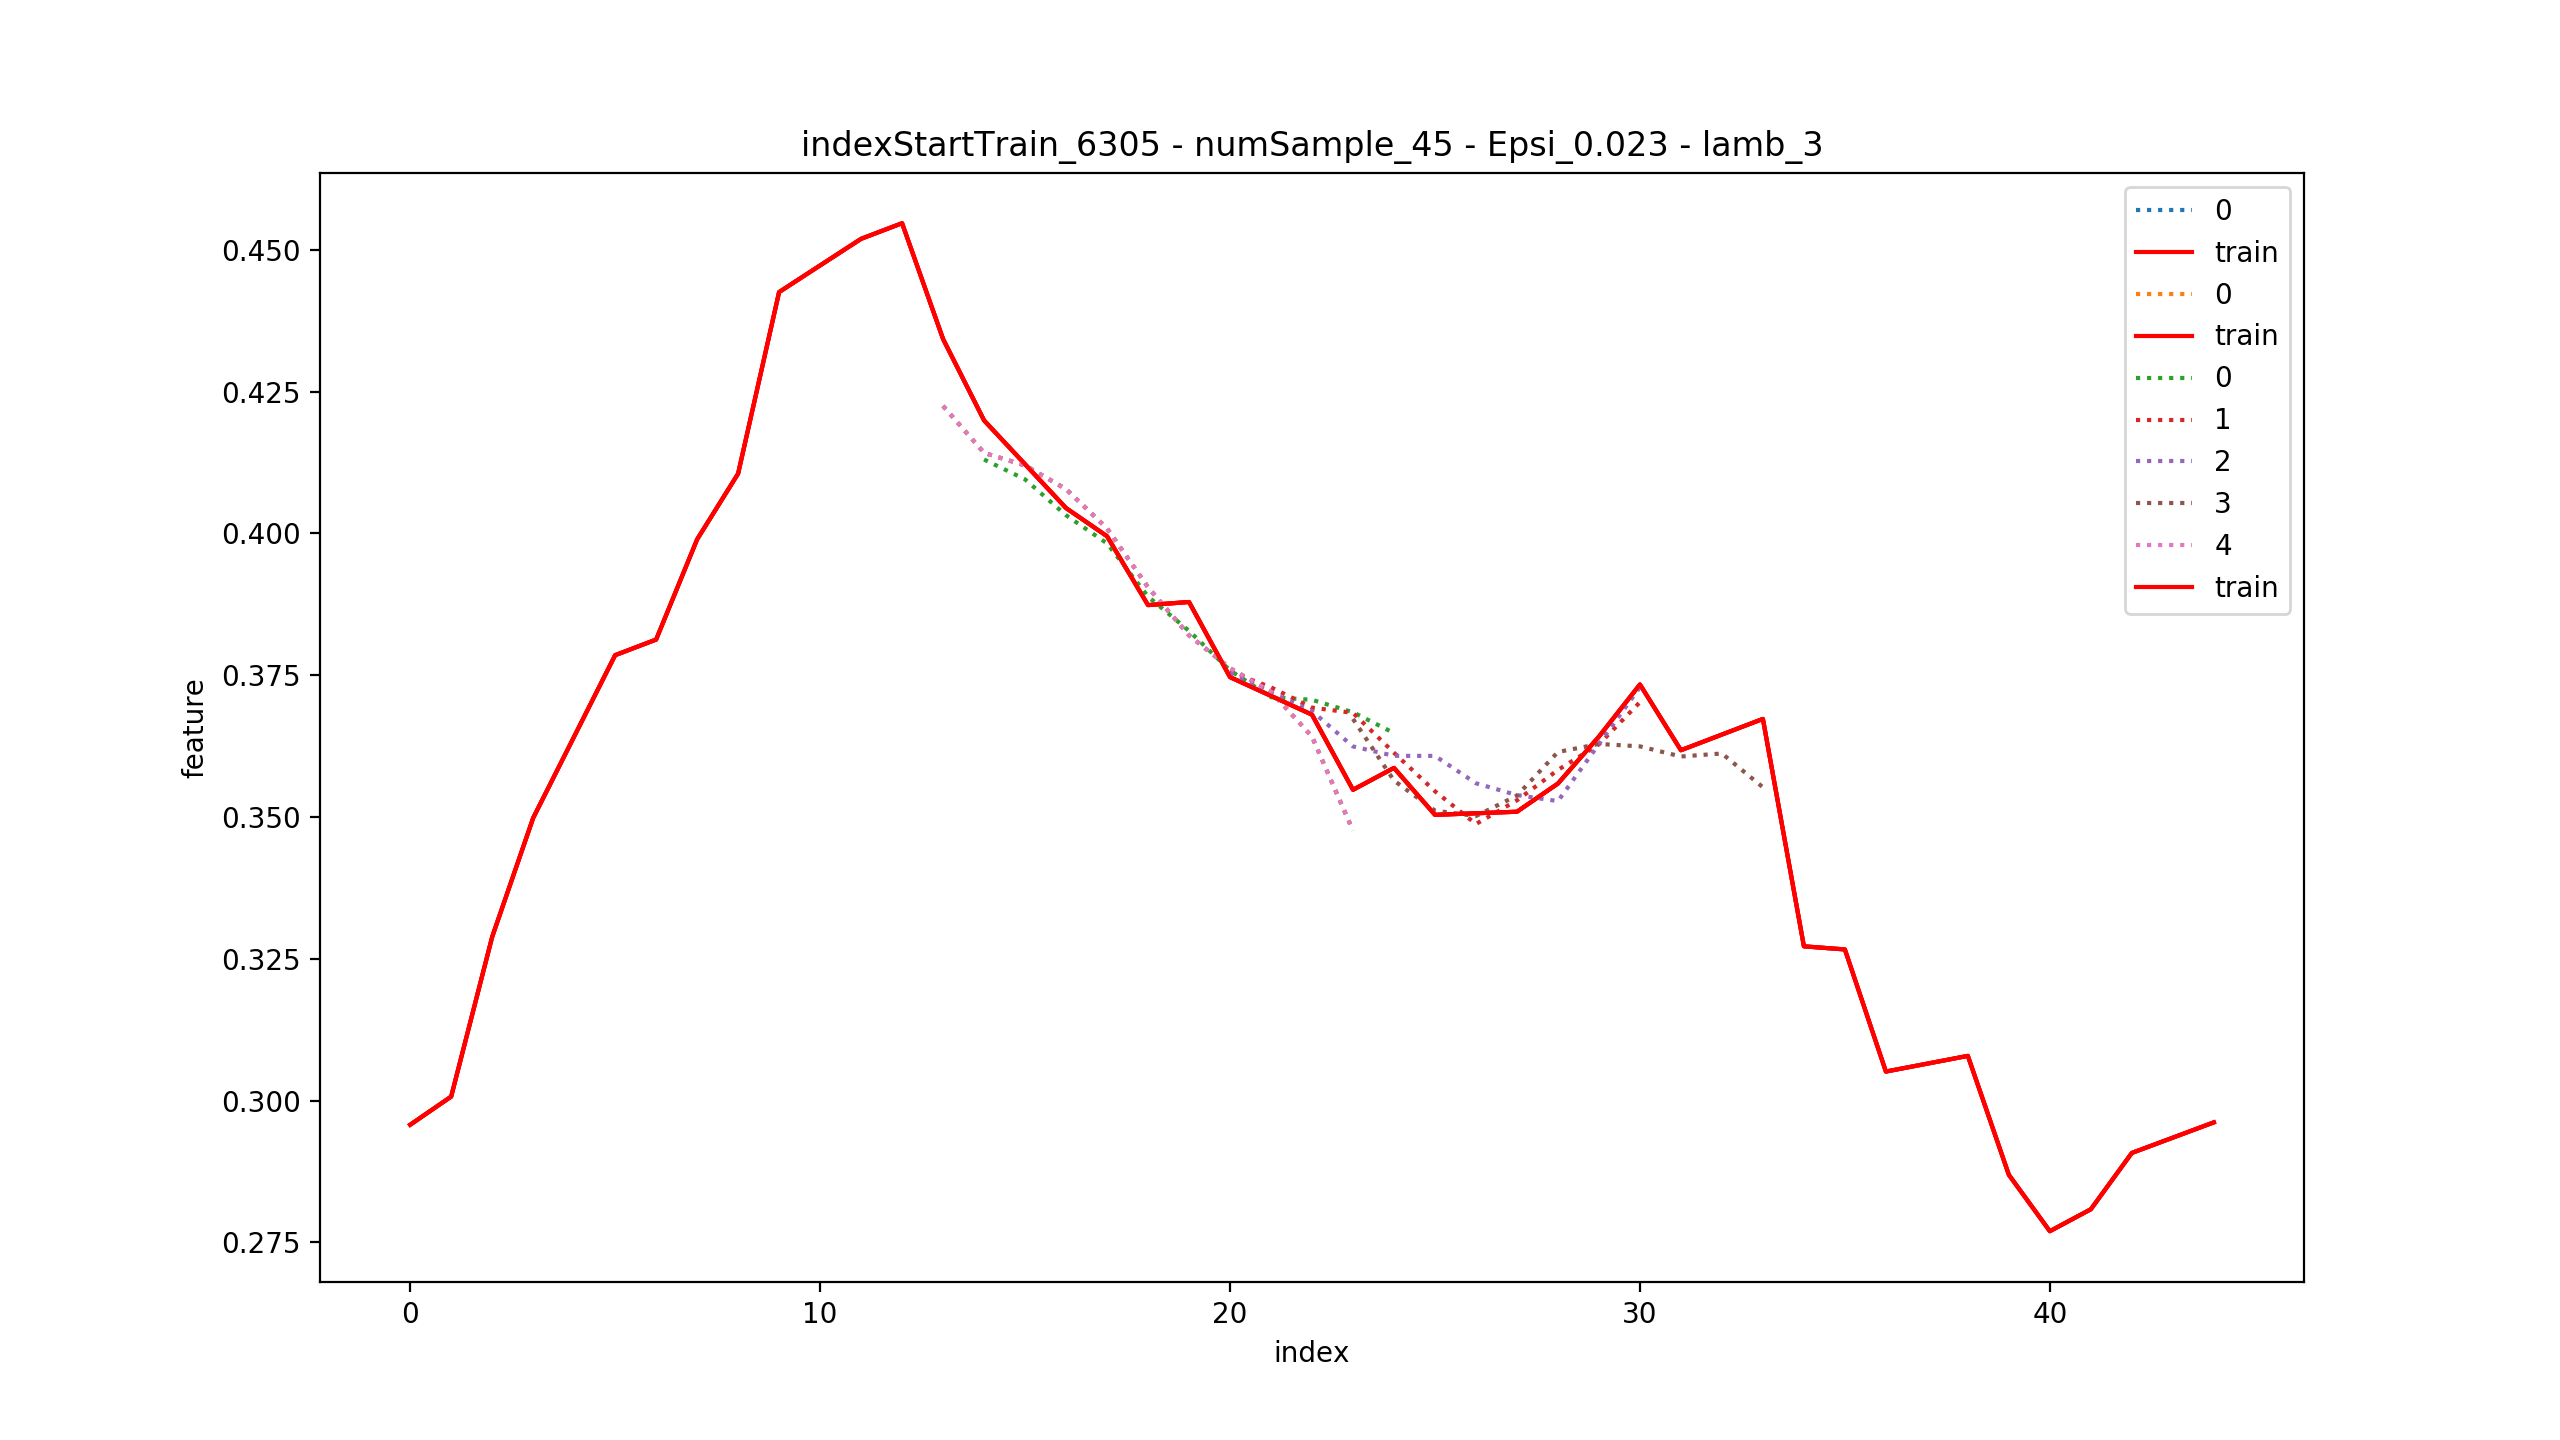 indexStartTrain_6305 - numSample_45 - Epsi_0.023 - lamb_3
0
train
0
train
0
1
2
3
4
train
0.450
0.425
0.400
0.375
0.350
0.325
0.300
0.275
feature
0 10 20 30 40
index